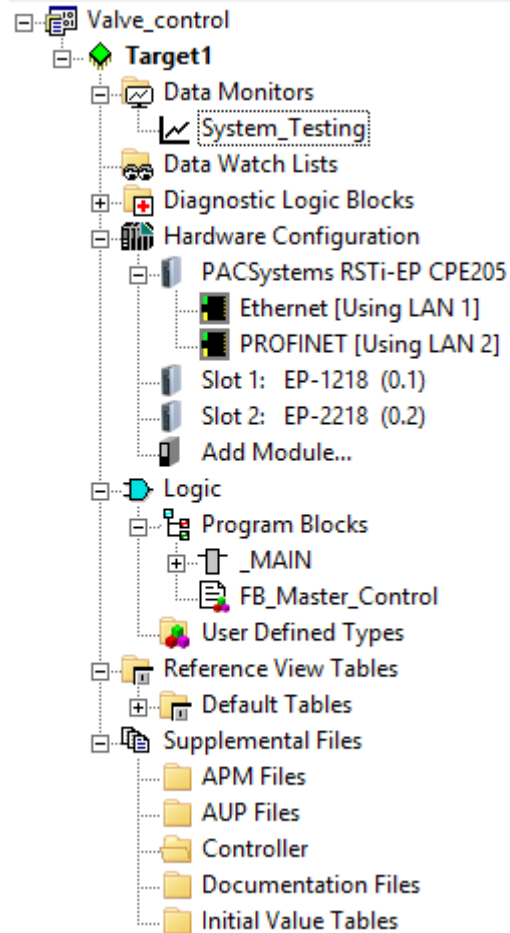 Valve_control
Target1
Data Monitors
System_Testing
Data Watch Lists
Diagnostic Logic Blocks
Hardware Configuration
PACSystems RSTi-EP CPE205
Ethernet [Using LAN 1]
PROFINET [Using LAN 2]
Slot 1: EP-1218 (0.1)
Slot 2: EP-2218 (0.2)
Add Module...
Logic
Program Blocks
_MAIN
FB_Master_Control
User Defined Types
Reference View Tables
Default Tables
Supplemental Files
APM Files
AUP Files
Controller
Documentation Files
Initial Value Tables